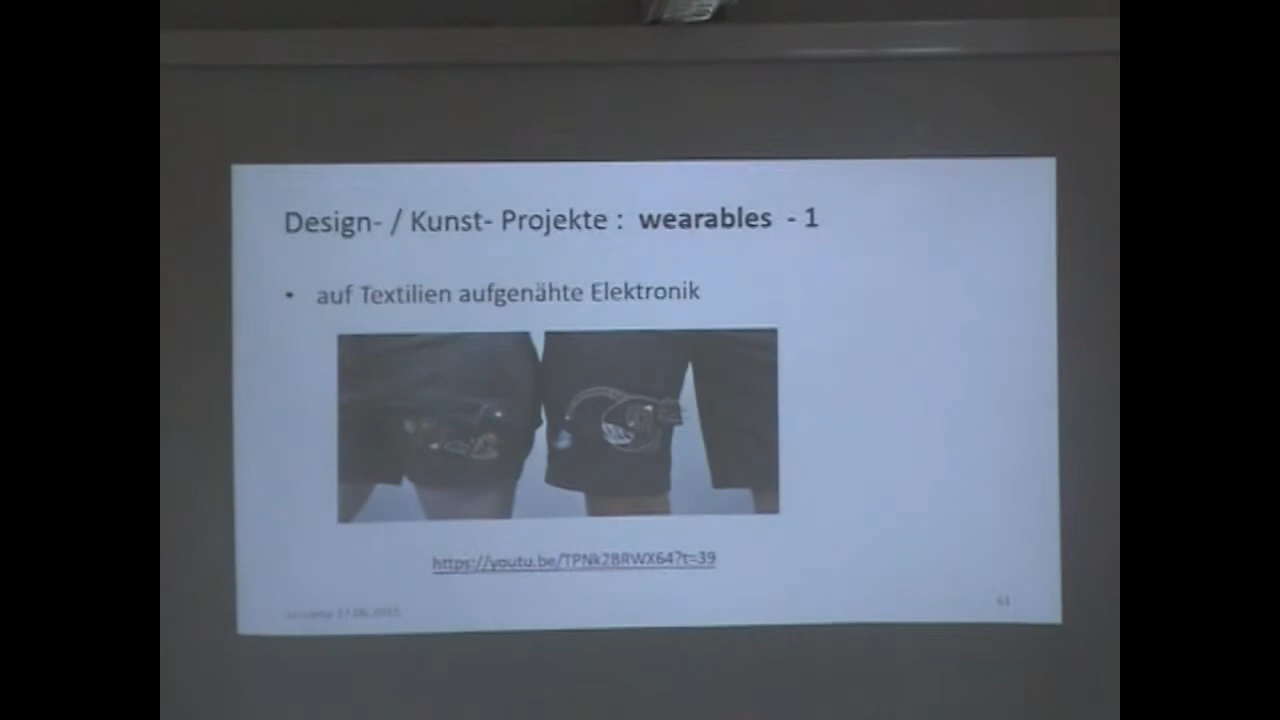 Design- / Kunst- Projekte : wearables - 1
• auf Textilien aufgenähte Elektronik
https://youtu.be/TPNk2BRWX64?t=39